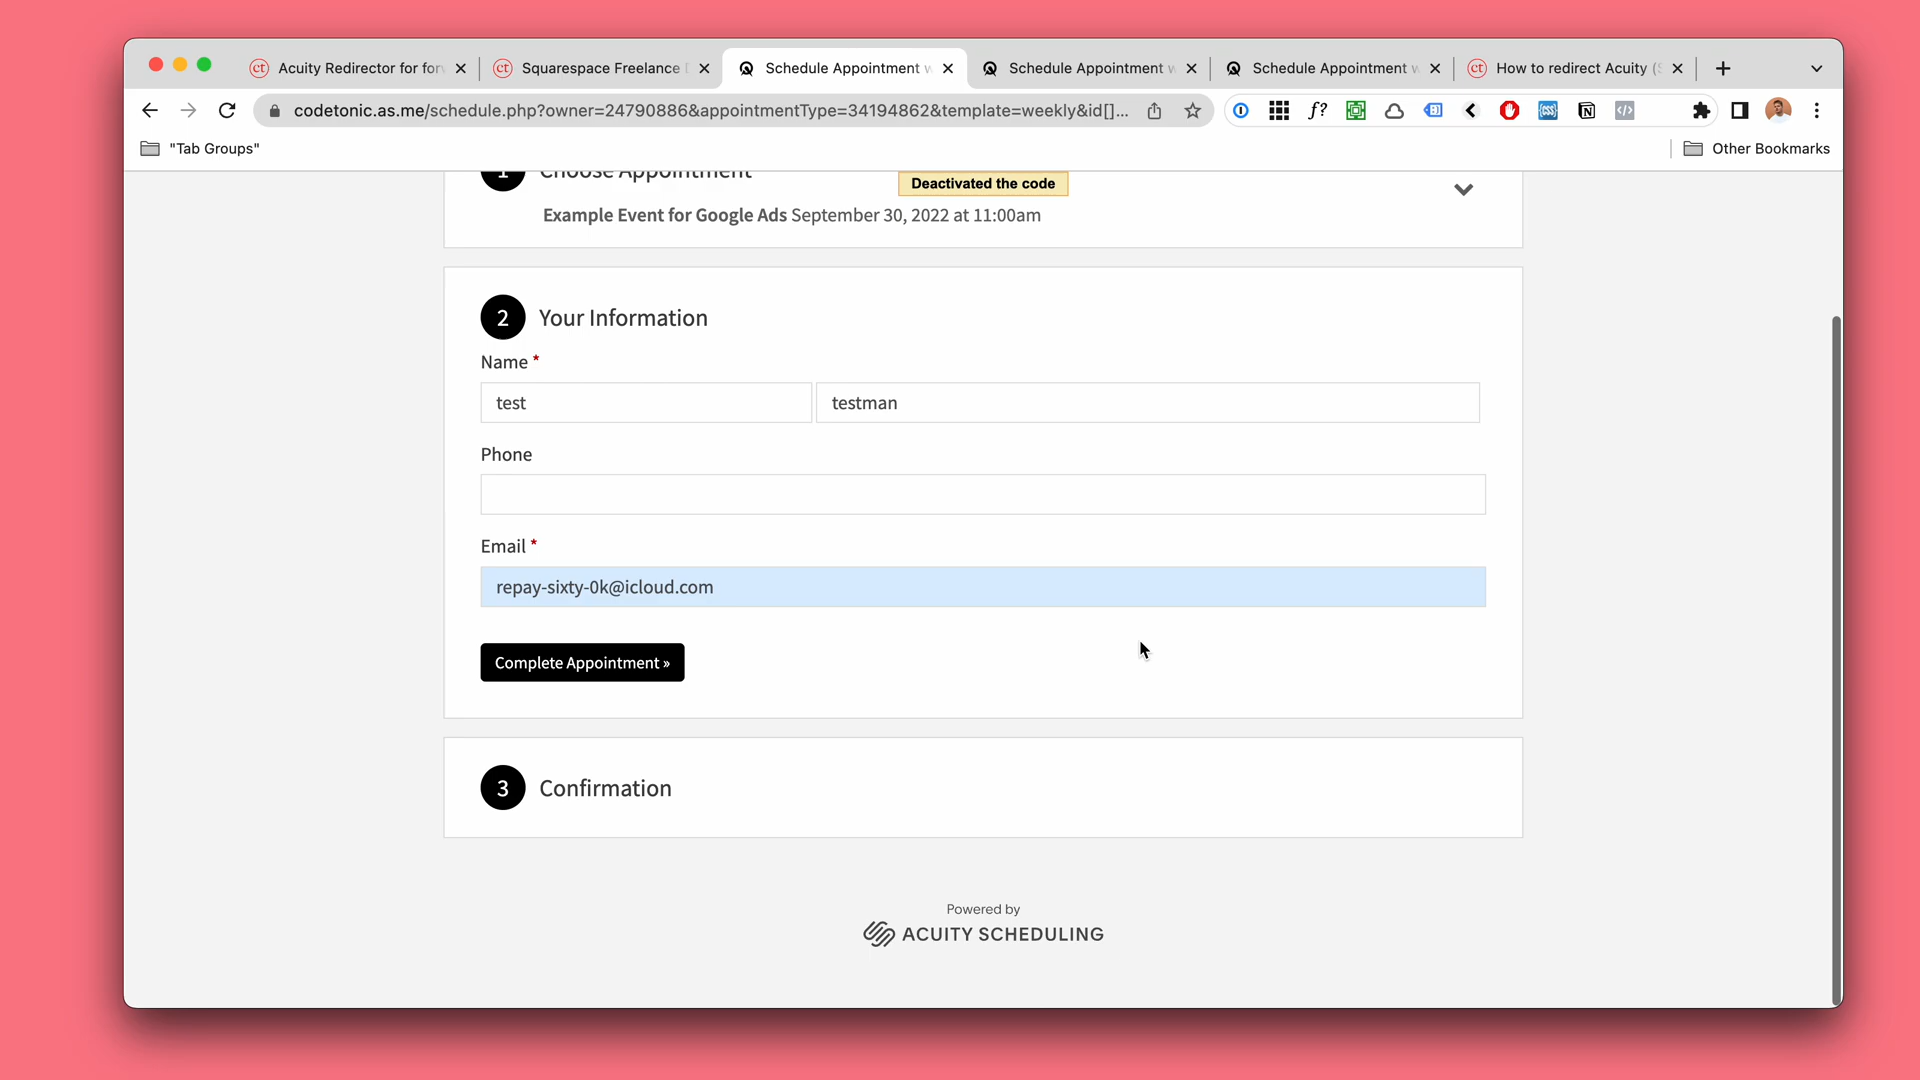 Acuity Redirector for for
Squarespace Freelance
Schedule Appointment w
Schedule Appointment w
Schedule Appointment w
How to redirect Acuity (
codetonic.as.me/schedule.php?owner=24790886&appointmentType=34194862&template=weekly&id[]...
"Tab Groups"
Other Bookmarks
1 Choose Appointment
Deactivated the code
Example Event for Google Ads September 30, 2022 at 11:00am
2 Your Information
Name *
test
testman
Phone
Email *
repay-sixty-0k@icloud.com
Complete Appointment »
3 Confirmation
Powered by
ACUITY SCHEDULING